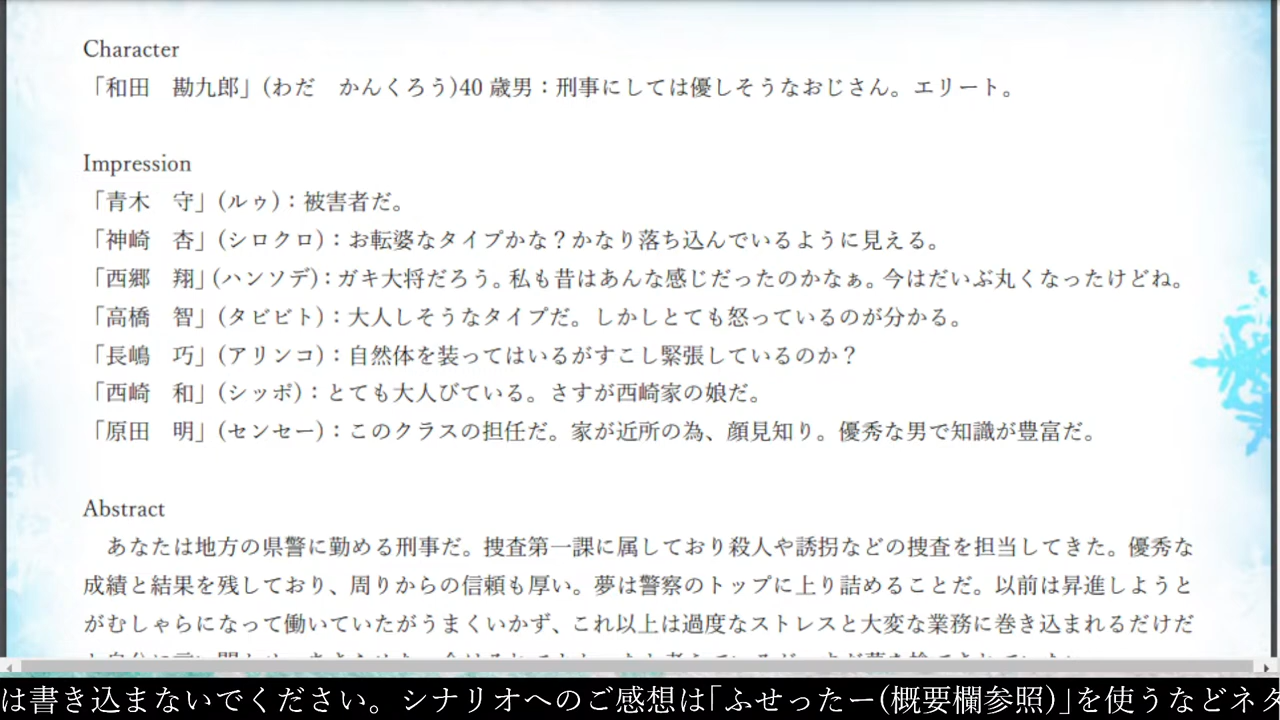 Character
「和田　勘九郎」(わだ　かんくろう)40 歳男：刑事にしては優しそうなおじさん。エリート。
Impression
「青木　守」(ルゥ)：被害者だ。
「神崎　杏」(シロクロ)：お転婆なタイプかな？かなり落ち込んでいるように見える。
「西郷　翔」(ハンソデ)：ガキ大将だろう。私も昔はあんな感じだったのかなぁ。今はだいぶ丸くなったけどね。
「高橋　智」(タビビト)：大人しそうなタイプだ。しかしとても怒っているのが分かる。
「長嶋　巧」(アリンコ)：自然体を装ってはいるがすこし緊張しているのか？
「西崎　和」(シッポ)：とても大人びている。さすが西崎家の娘だ。
「原田　明」(センセー)：このクラスの担任だ。家が近所の為、顔見知り。優秀な男で知識が豊富だ。
Abstract
あなたは地方の県警に勤める刑事だ。捜査第一課に属しており殺人や誘拐などの捜査を担当してきた。優秀な
成績と結果を残しており、周りからの信頼も厚い。夢は警察のトップに上り詰めることだ。以前は昇進しようと
がむしゃらになって働いていたがうまくいかず、これ以上は過度なストレスと大変な業務に巻き込まれるだけだ
は書き込まないでください。シナリオへのご感想は「ふせったー(概要欄参照)」を使うなどネタ